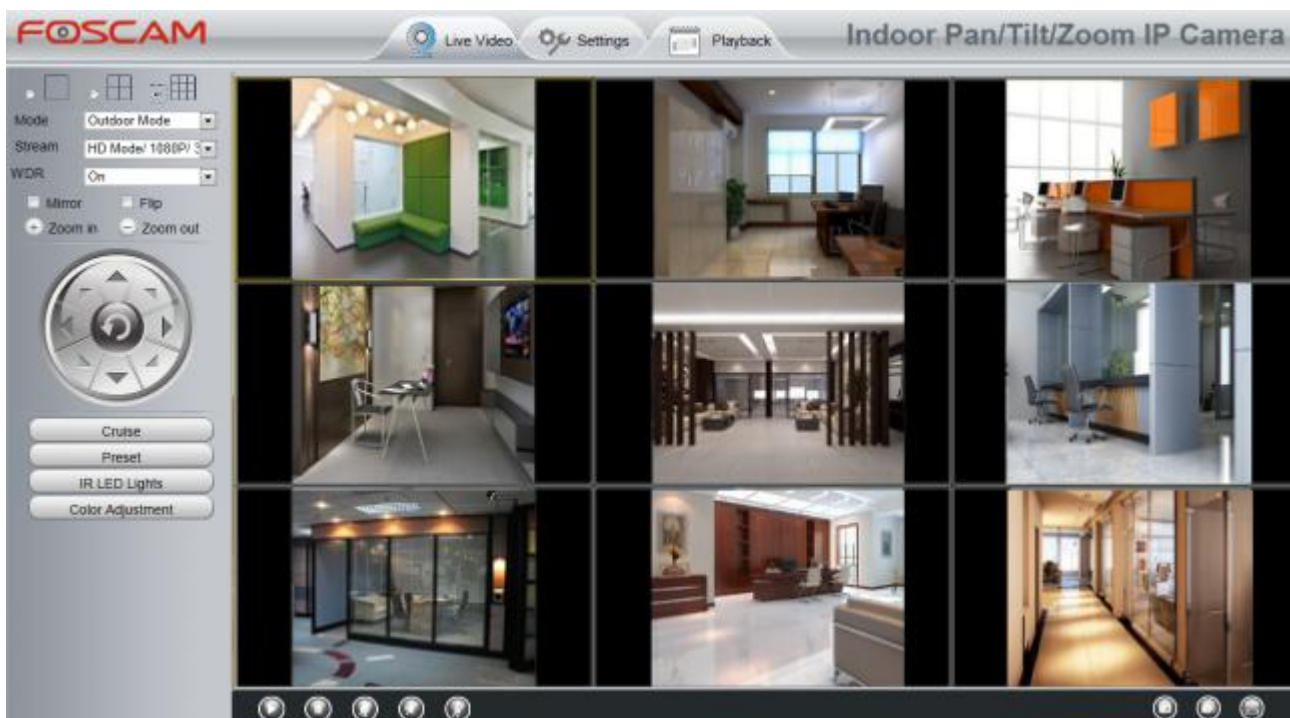 FOSCAM
Live Video
Settings
Playback
Indoor Pan/Tilt/Zoom IP Camera
Mode
Outdoor Mode
Stream
HD Mode/ 1080P/ 3
WDR
On
Mirror
Flip
Zoom in
Zoom out
Cruise
Preset
IR LED Lights
Color Adjustment